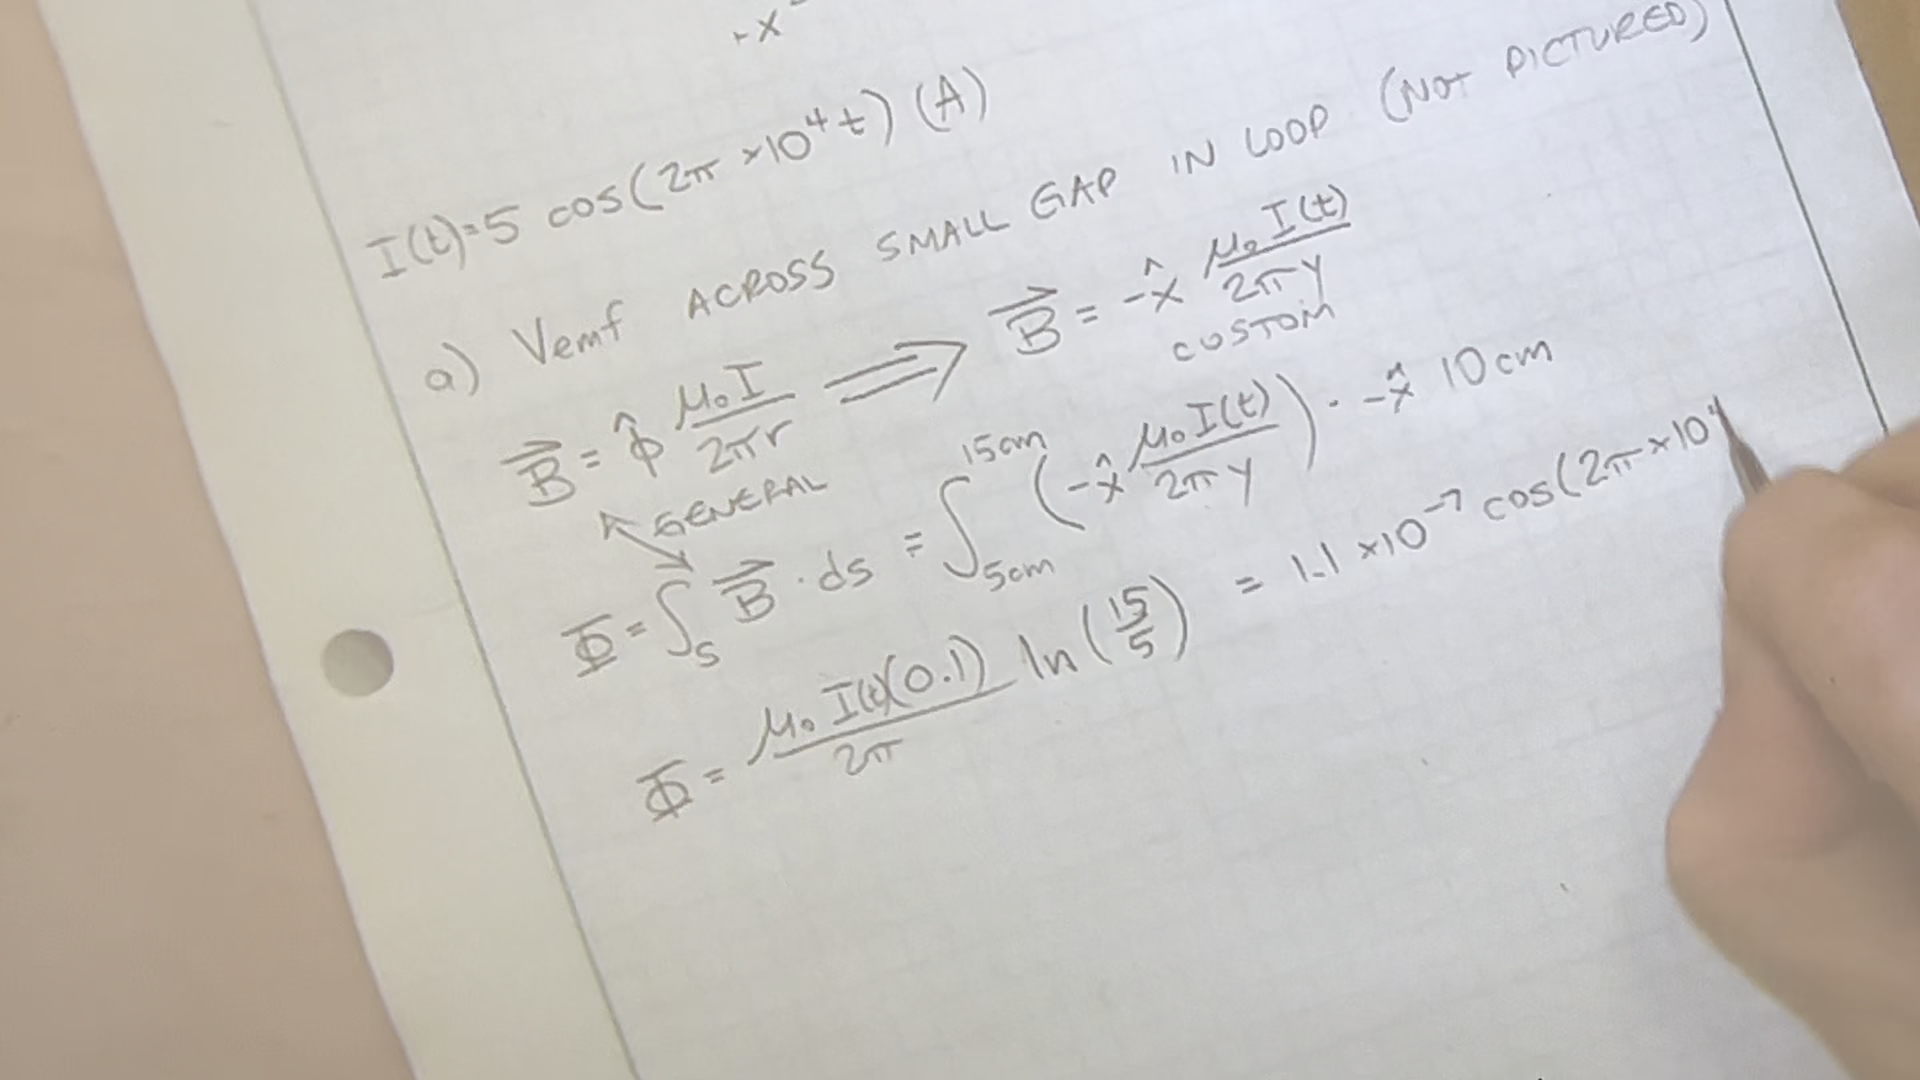 -x
I(t)=5 cos(2π ×10⁴t) (A)
a) Vemf ACROSS SMALL GAP IN LOOP (NOT PICTURED)
B⃗ = φ̂ μ₀I/2πr ⟹ B⃗ = -x̂ μ₀I(t)/2πy
GENERAL CUSTOM
Φ = ∫ₛ B⃗ · ds = ∫₅cm^15cm (-x̂ μ₀I(t)/2πy) · -x̂ 10cm
Φ = μ₀I(t)(0.1)/2π ln(15/5) = 1.1 ×10⁻⁷ cos(2π×10⁴